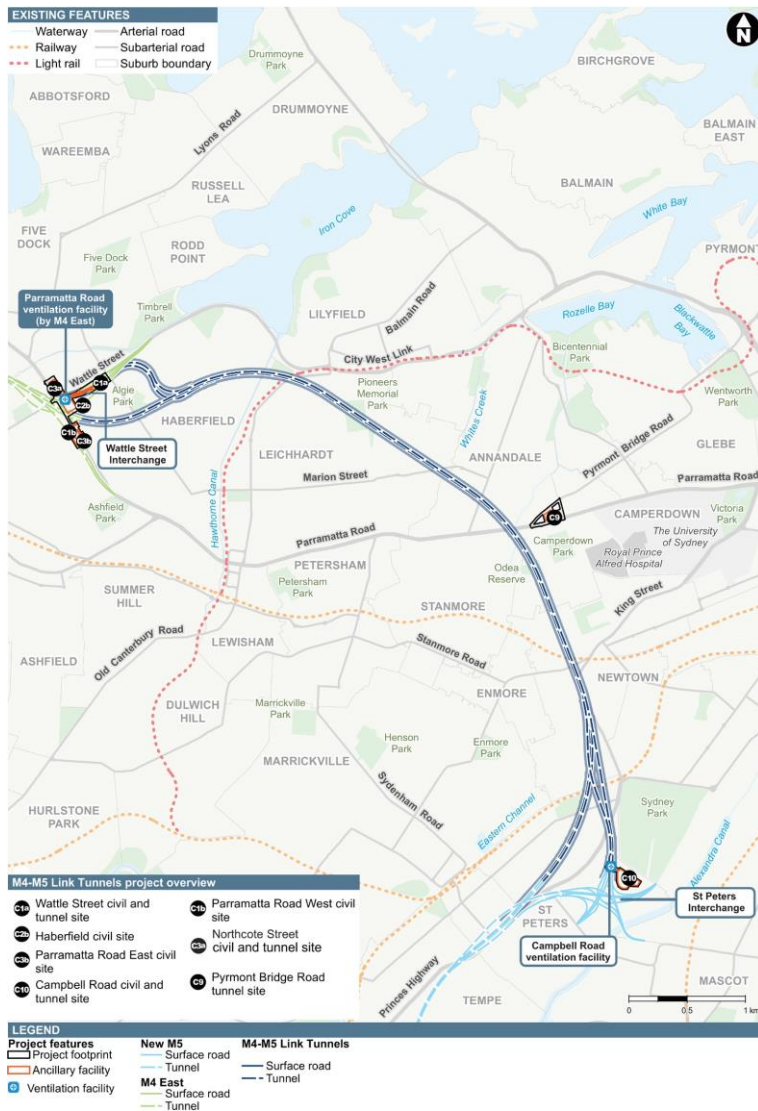 EXISTING FEATURES
Waterway
Arterial road
Railway
Subarterial road
Light rail
Suburb boundary
N
Drummoyne
Park
BIRCHGROVE
ABBOTSFORD
DRUMMOYNE
Lyons Road
BALMAIN
EAST
WAREEMBA
RUSSELL
LEA
BALMAIN
White Bay
Iron Cove
FIVE
DOCK
RODD
POINT
PYRMONT
Five Dock
Park
Parramatta Road
ventilation facility
(by M4 East)
Timbrell
Park
LILYFIELD
Balmain Road
Rozelle Bay
Blackwattle
Bay
Wattle Street
City West Link
Bicentennial
Park
C3a
C1a
Algie
Park
C2b
Pioneers
Memorial
Park
Whites Creek
Wentworth
Park
HABERFIELD
C1b
C3b
Wattle Street
Interchange
LEICHHARDT
ANNANDALE
Pyrmont Bridge Road
GLEBE
Marion Street
Hawthorne Canal
Parramatta Road
Ashfield
Park
C9
CAMPERDOWN
Victoria
Park
Parramatta Road
The University
of Sydney
Camperdown
Park
Royal Prince
Alfred Hospital
PETERSHAM
Odea
Reserve
SUMMER
HILL
Petersham
Park
STANMORE
King Street
Old Canterbury Road
LEWISHAM
Stanmore Road
ASHFIELD
NEWTOWN
ENMORE
DULWICH
HILL
Marrickville
Park
Henson
Park
Enmore
Park
MARRICKVILLE
Sydenham Road
Eastern Channel
Sydney
Park
HURLSTONE
PARK
Alexandra Canal
C10
St Peters
Interchange
ST
PETERS
Campbell Road
ventilation facility
Princes Highway
TEMPE
MASCOT
0 0.5 1 km
M4-M5 Link Tunnels project overview
C1a Wattle Street civil and
tunnel site
C2b Haberfield civil site
C3b Parramatta Road East civil
site
C10 Campbell Road civil and
tunnel site
C1b Parramatta Road West civil
site
C3a Northcote Street
civil and tunnel site
C9 Pyrmont Bridge Road
tunnel site
LEGEND
Project features
Project footprint
Ancillary facility
Ventilation facility
New M5
Surface road
Tunnel
M4 East
Surface road
Tunnel
M4-M5 Link Tunnels
Surface road
Tunnel